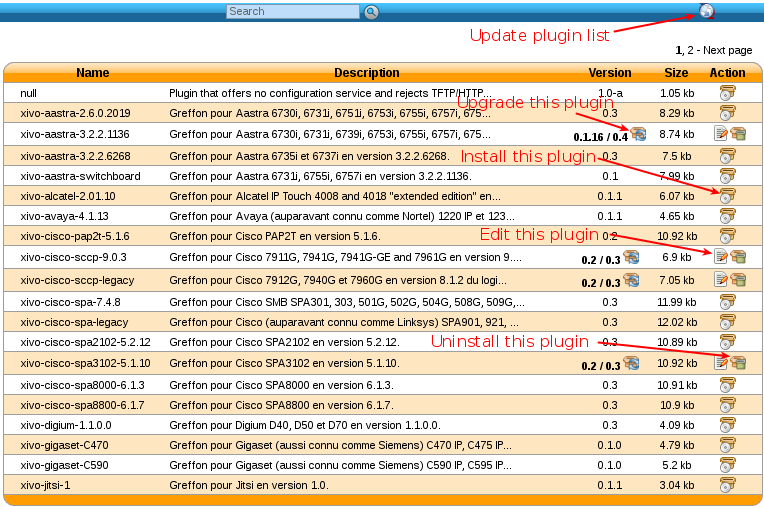 Search
Update plugin list
1, 2 - Next page
Name Description Version Size Action
null Plugin that offers no configuration service and rejects TFTP/HTTP... 1.0-a 1.05 kb
Upgrade this plugin
xivo-aastra-2.6.0.2019 Greffon pour Aastra 6730i, 6731i, 6751i, 6753i, 6755i, 6757i, 675... 0.3 8.29 kb
xivo-aastra-3.2.2.1136 Greffon pour Aastra 6730i, 6731i, 6739i, 6753i, 6755i, 6757i, 675... 0.1.16 / 0.4 8.74 kb
xivo-aastra-3.2.2.6268 Greffon pour Aastra 6735i et 6737i en version 3.2.2.6268. 0.3 7.5 kb
Install this plugin
xivo-aastra-switchboard Greffon pour Aastra 6731i, 6755i, 6757i en version 3.2.2.1136. 0.1 7.99 kb
xivo-alcatel-2.01.10 Greffon pour Alcatel IP Touch 4008 and 4018 "extended edition" en... 0.1.1 6.07 kb
xivo-avaya-4.1.13 Greffon pour Avaya (auparavant connu comme Nortel) 1220 IP et 123... 0.1.1 4.65 kb
Edit this plugin
xivo-cisco-pap2t-5.1.6 Greffon pour Cisco PAP2T en version 5.1.6. 0.2 10.92 kb
xivo-cisco-sccp-9.0.3 Greffon pour Cisco 7911G, 7941G, 7941G-GE and 7961G en version 9.... 0.2 / 0.3 6.9 kb
xivo-cisco-sccp-legacy Greffon pour Cisco 7912G, 7940G et 7960G en version 8.1.2 du logi... 0.2 / 0.3 7.05 kb
xivo-cisco-spa-7.4.8 Greffon pour Cisco SMB SPA301, 303, 501G, 502G, 504G, 508G, 509G,... 0.3 11.99 kb
xivo-cisco-spa-legacy Greffon pour Cisco (auparavant connu comme Linksys) SPA901, 921, ... 0.3 12.02 kb
xivo-cisco-spa2102-5.2.12 Greffon pour Cisco SPA2102 en version 5.2.12. 0.3 10.89 kb
Uninstall this plugin
xivo-cisco-spa3102-5.1.10 Greffon pour Cisco SPA3102 en version 5.1.10. 0.2 / 0.3 10.92 kb
xivo-cisco-spa8000-6.1.3 Greffon pour Cisco SPA8000 en version 6.1.3. 0.3 10.91 kb
xivo-cisco-spa8800-6.1.7 Greffon pour Cisco SPA8800 en version 6.1.7. 0.3 10.9 kb
xivo-digium-1.1.0.0 Greffon pour Digium D40, D50 et D70 en version 1.1.0.0. 0.3 4.09 kb
xivo-gigaset-C470 Greffon pour Gigaset (aussi connu comme Siemens) C470 IP, C475 IP... 0.1.0 4.79 kb
xivo-gigaset-C590 Greffon pour Gigaset (aussi connu comme Siemens) C590 IP, C595 IP... 0.1.0 5.2 kb
xivo-jitsi-1 Greffon pour Jitsi en version 1.0. 0.1.1 3.04 kb